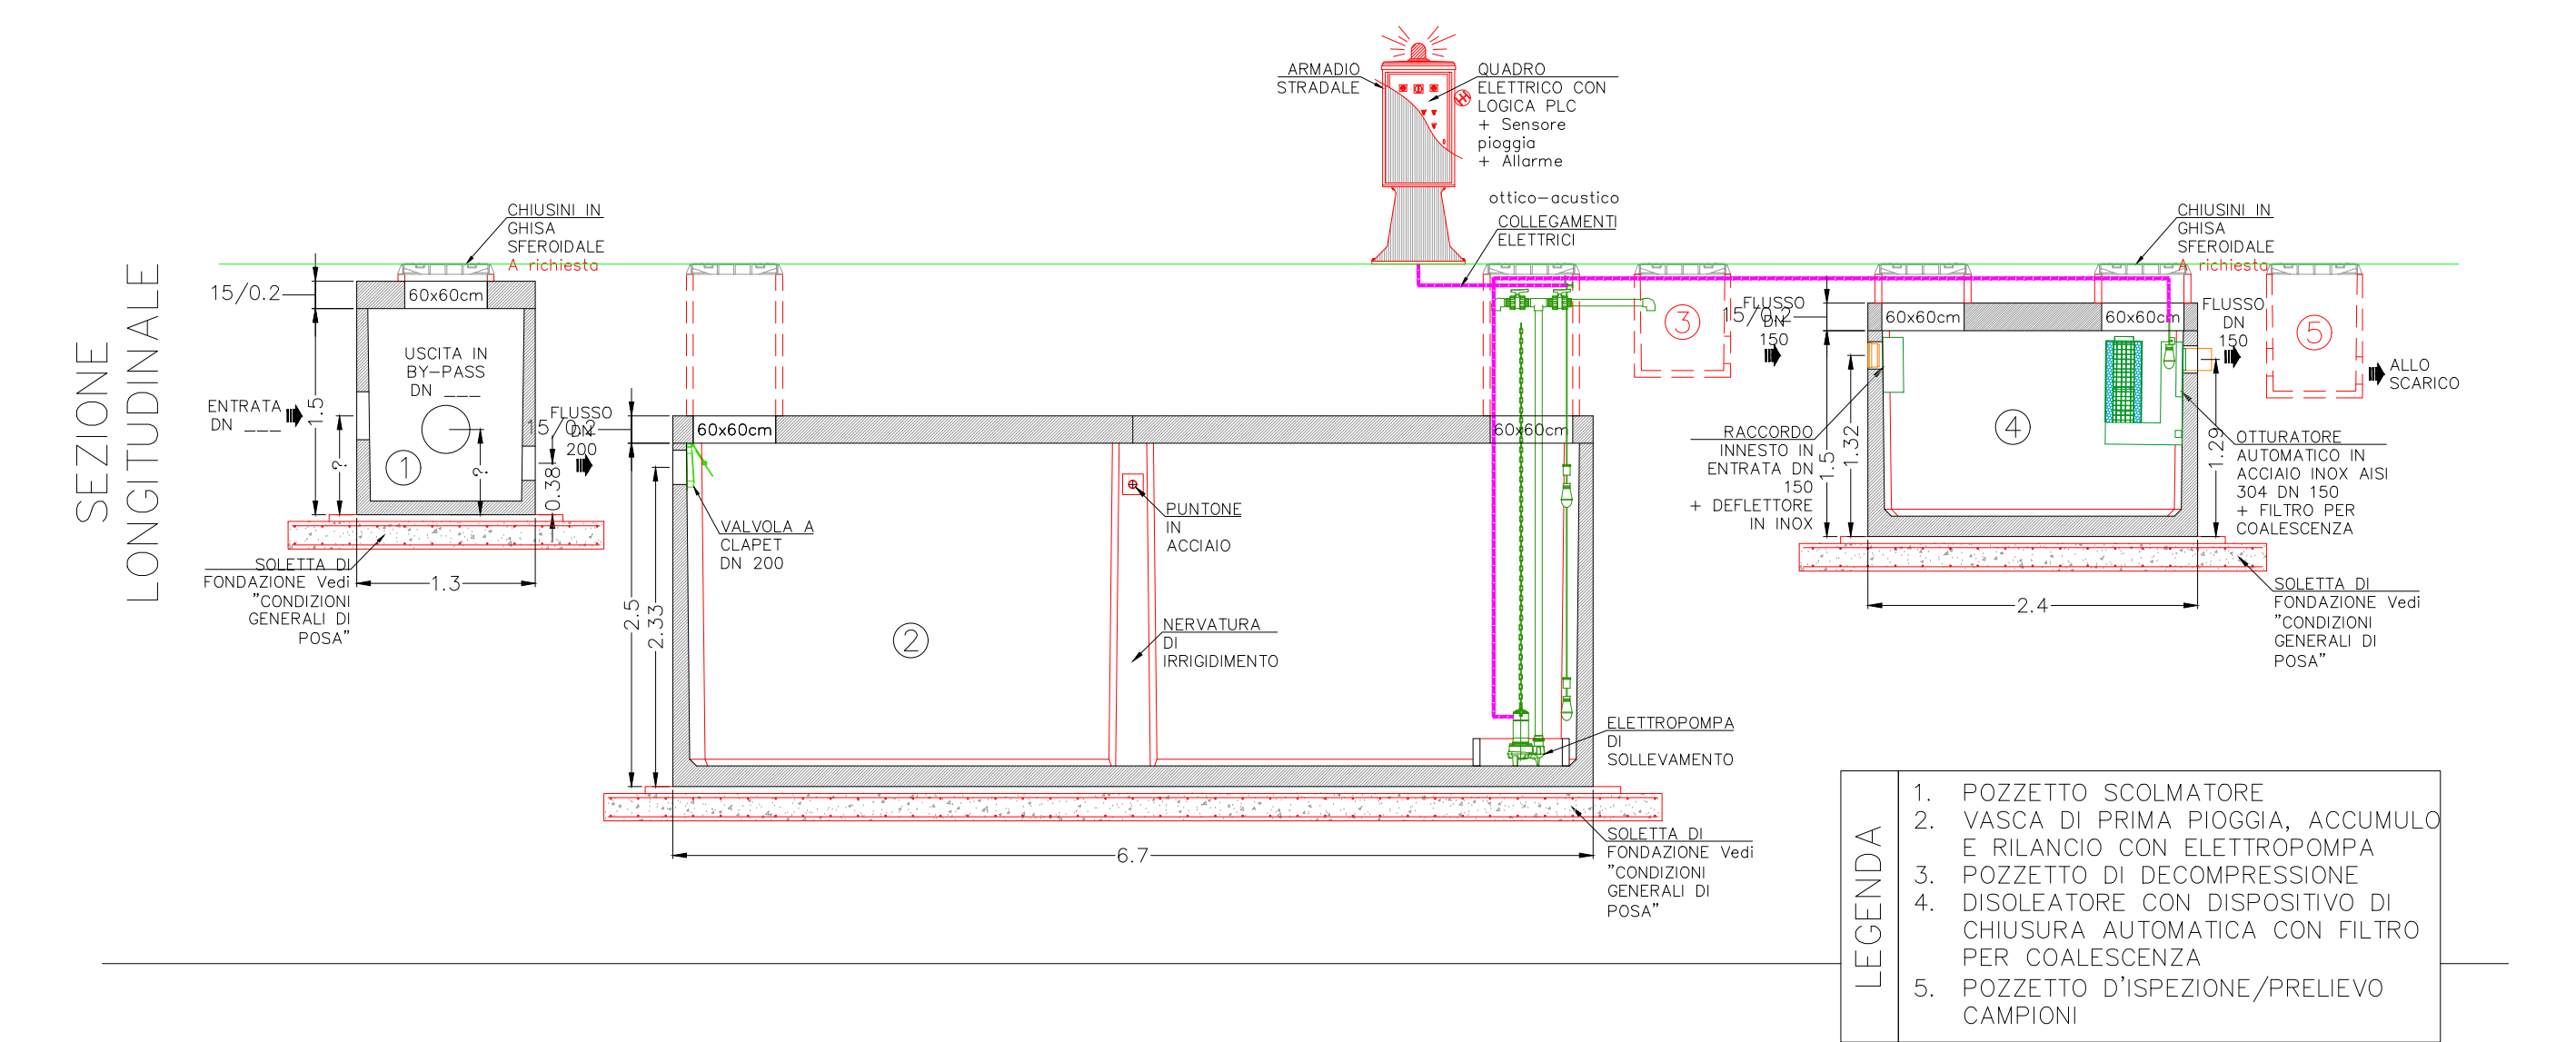 SEZIONE
LONGITUDINALE
CHIUSINI IN
GHISA
SFEROIDALE
A richiesta
15/0.2
60x60cm
USCITA IN
BY-PASS
DN ___
ENTRATA
DN ___
1.5
?
?
1
0.38
FLUSSO
DN
200
15/0.2
SOLETTA DI
FONDAZIONE Vedi
"CONDIZIONI
GENERALI DI
POSA"
1.3
60x60cm
VALVOLA A
CLAPET
DN 200
2.5
2.33
2
PUNTONE
IN
ACCIAIO
NERVATURA
DI
IRRIGIDIMENTO
60x60cm
ELETTROPOMPA
DI
SOLLEVAMENTO
SOLETTA DI
FONDAZIONE Vedi
"CONDIZIONI
GENERALI DI
POSA"
6.7
ARMADIO
STRADALE
QUADRO
ELETTRICO CON
LOGICA PLC
+ Sensore
pioggia
+ Allarme
ottico-acustico
COLLEGAMENTI
ELETTRICI
3
FLUSSO
DN
150
15/0.2
60x60cm
60x60cm
CHIUSINI IN
GHISA
SFEROIDALE
A richiesta
FLUSSO
DN
150
5
ALLO
SCARICO
4
RACCORDO
INNESTO IN
ENTRATA DN
150
+ DEFLETTORE
IN INOX
1.5
1.32
1.29
OTTURATORE
AUTOMATICO IN
ACCIAIO INOX AISI
304 DN 150
+ FILTRO PER
COALESCENZA
2.4
SOLETTA DI
FONDAZIONE Vedi
"CONDIZIONI
GENERALI DI
POSA"
LEGENDA
1. POZZETTO SCOLMATORE
2. VASCA DI PRIMA PIOGGIA, ACCUMULO
E RILANCIO CON ELETTROPOMPA
3. POZZETTO DI DECOMPRESSIONE
4. DISOLEATORE CON DISPOSITIVO DI
CHIUSURA AUTOMATICA CON FILTRO
PER COALESCENZA
5. POZZETTO D'ISPEZIONE/PRELIEVO
CAMPIONI